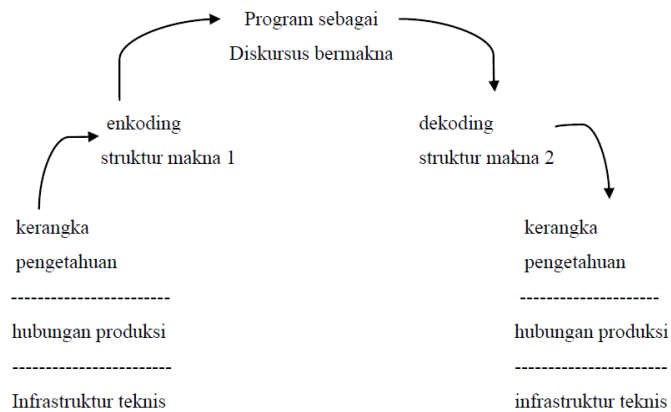 Program sebagai
Diskursus bermakna
enkoding
struktur makna 1
dekoding
struktur makna 2
kerangka
pengetahuan
------------------------
hubungan produksi
------------------------
Infrastruktur teknis
kerangka
pengetahuan
---------------------
hubungan produksi
-----------------------
infrastruktur teknis